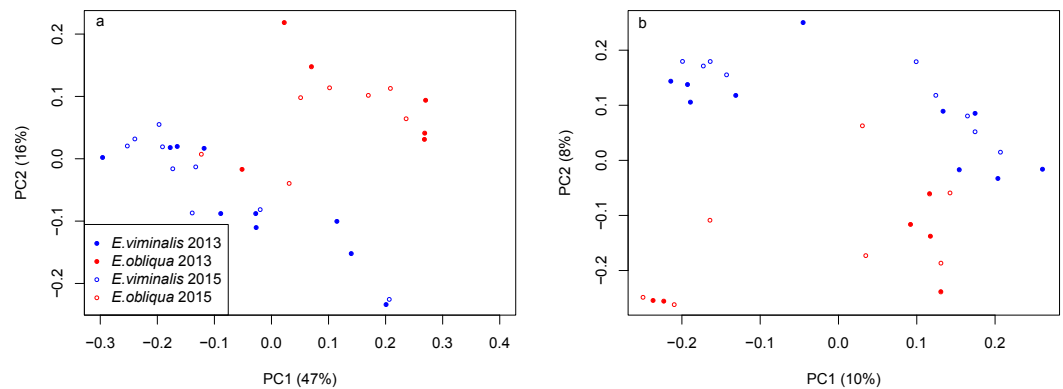 a
0.2
0.1
0.0
−0.1
−0.2
PC2 (16%)
E.viminalis 2013
E.obliqua 2013
E.viminalis 2015
E.obliqua 2015
−0.3 −0.2 −0.1 0.0 0.1 0.2 0.3 0.4
PC1 (47%)
b
0.2
0.1
0.0
−0.1
−0.2
PC2 (8%)
−0.2 −0.1 0.0 0.1 0.2
PC1 (10%)